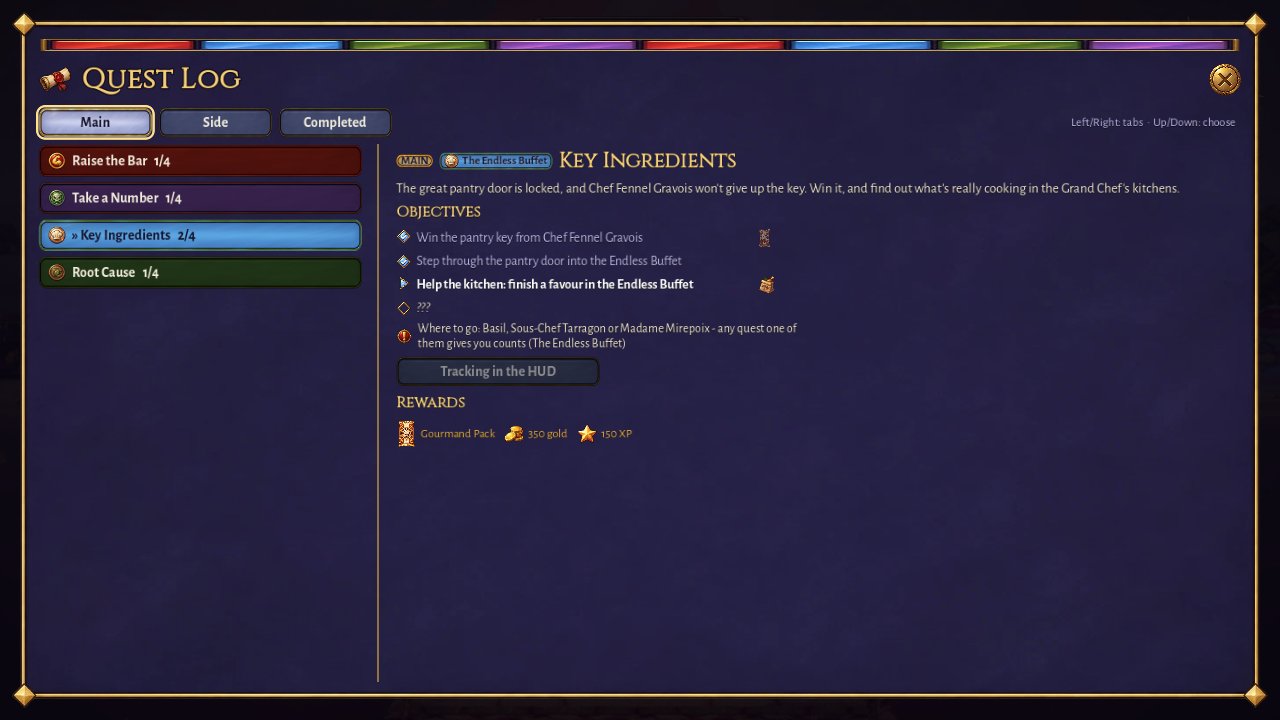 Quest Log
Main
Side
Completed
Left/Right: tabs · Up/Down: choose
Raise the Bar 1/4
Take a Number 1/4
» Key Ingredients 2/4
Root Cause 1/4
MAIN
The Endless Buffet
Key Ingredients
The great pantry door is locked, and Chef Fennel Gravois won't give up the key. Win it, and find out what's really cooking in the Grand Chef's kitchens.
Objectives
Win the pantry key from Chef Fennel Gravois
Step through the pantry door into the Endless Buffet
Help the kitchen: finish a favour in the Endless Buffet
???
Where to go: Basil, Sous-Chef Tarragon or Madame Mirepoix - any quest one of
them gives you counts (The Endless Buffet)
Tracking in the HUD
Rewards
Gourmand Pack
350 gold
150 XP